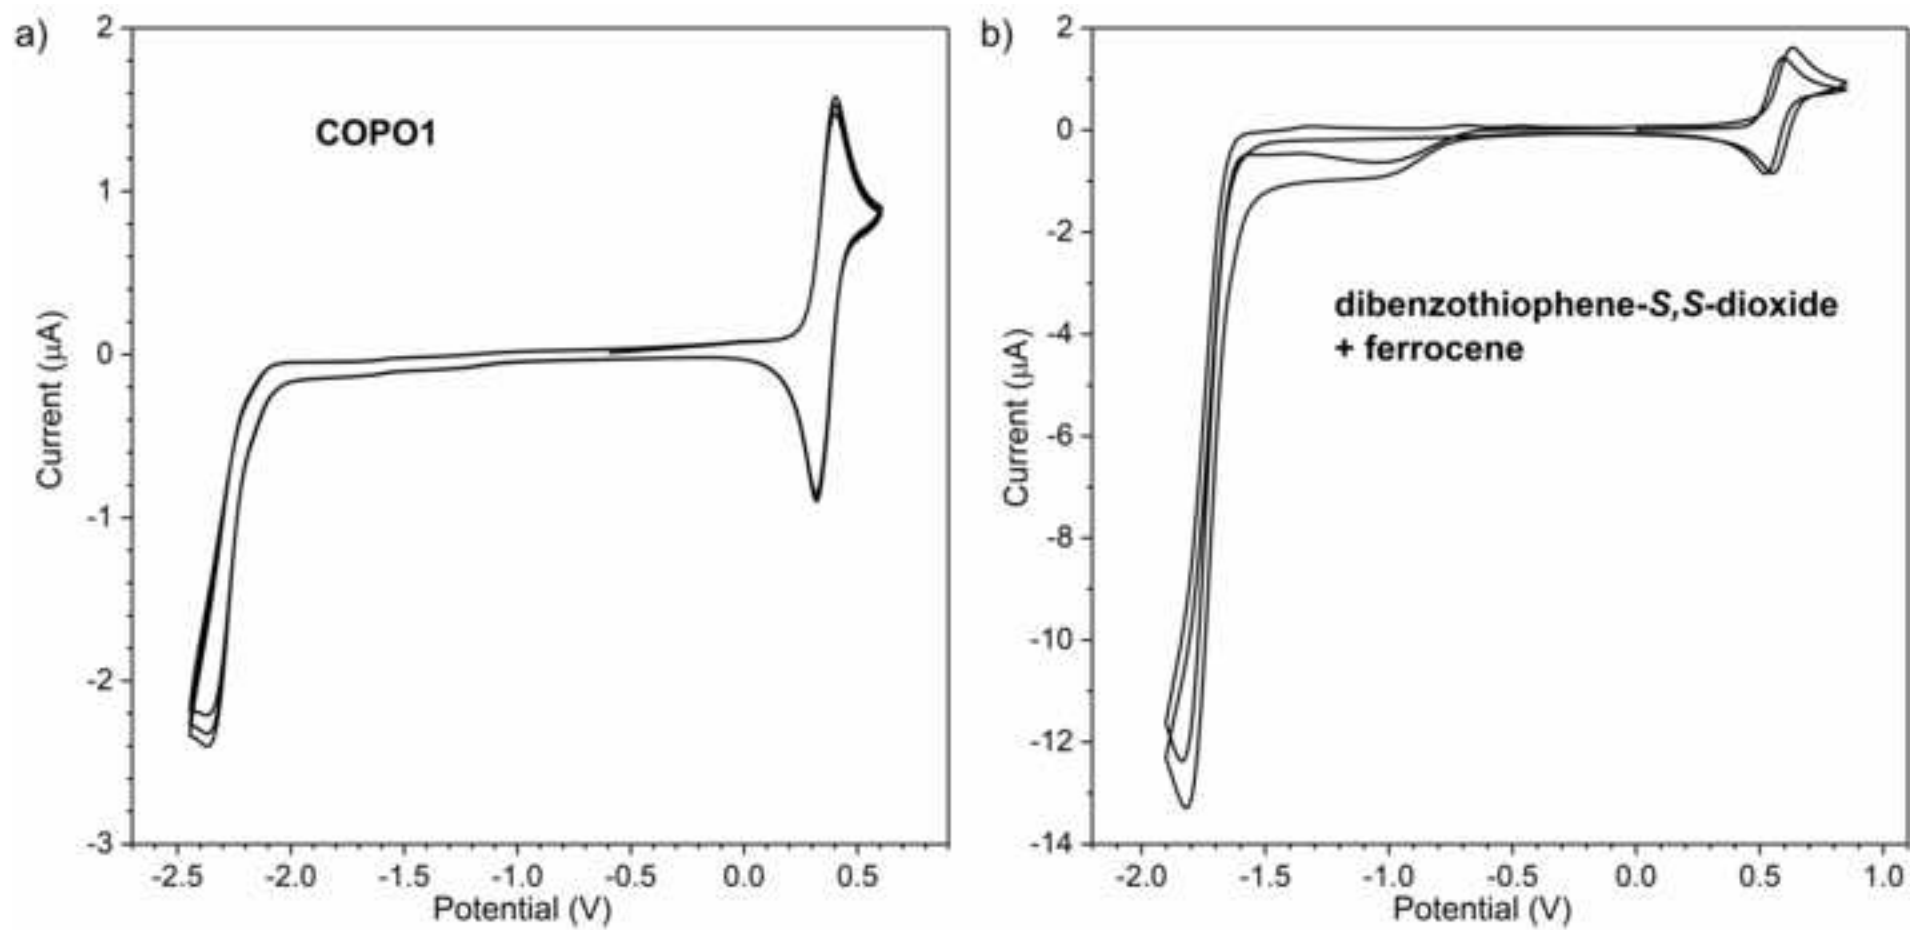 a)
COPO1
Current (μA)
2
1
0
-1
-2
-3
-2.5 -2.0 -1.5 -1.0 -0.5 0.0 0.5
Potential (V)
b)
dibenzothiophene-S,S-dioxide
+ ferrocene
Current (μA)
2
0
-2
-4
-6
-8
-10
-12
-14
-2.0 -1.5 -1.0 -0.5 0.0 0.5 1.0
Potential (V)